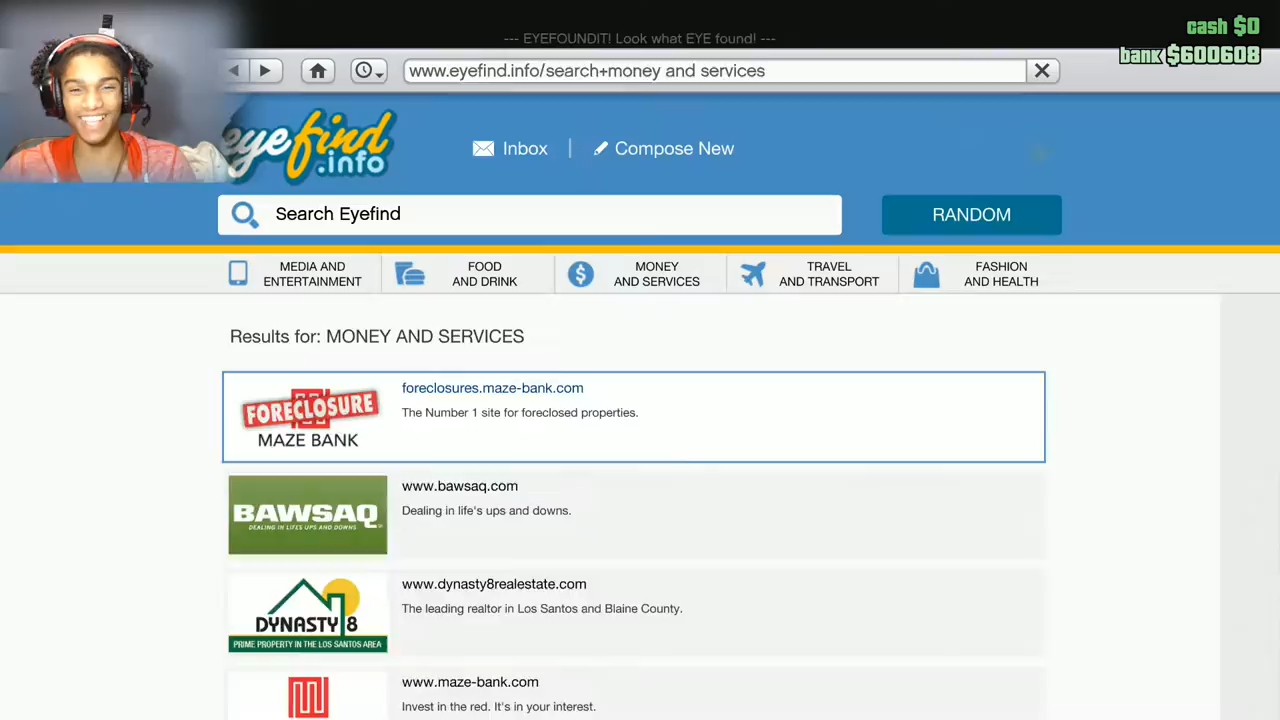 cash $0
--- EYEFOUNDIT! Look what EYE found! ---
bank $600608
www.eyefind.info/search+money and services
eyefind
.info
Inbox
Compose New
Search Eyefind
RANDOM
MEDIA AND
ENTERTAINMENT
FOOD
AND DRINK
MONEY
AND SERVICES
TRAVEL
AND TRANSPORT
FASHION
AND HEALTH
Results for: MONEY AND SERVICES
FORECLOSURE
MAZE BANK
foreclosures.maze-bank.com
The Number 1 site for foreclosed properties.
BAWSAQ
DEALING IN LIFE'S UPS AND DOWNS
www.bawsaq.com
Dealing in life's ups and downs.
DYNASTY 8
PRIME PROPERTY IN THE LOS SANTOS AREA
www.dynasty8realestate.com
The leading realtor in Los Santos and Blaine County.
www.maze-bank.com
Invest in the red. It's in your interest.